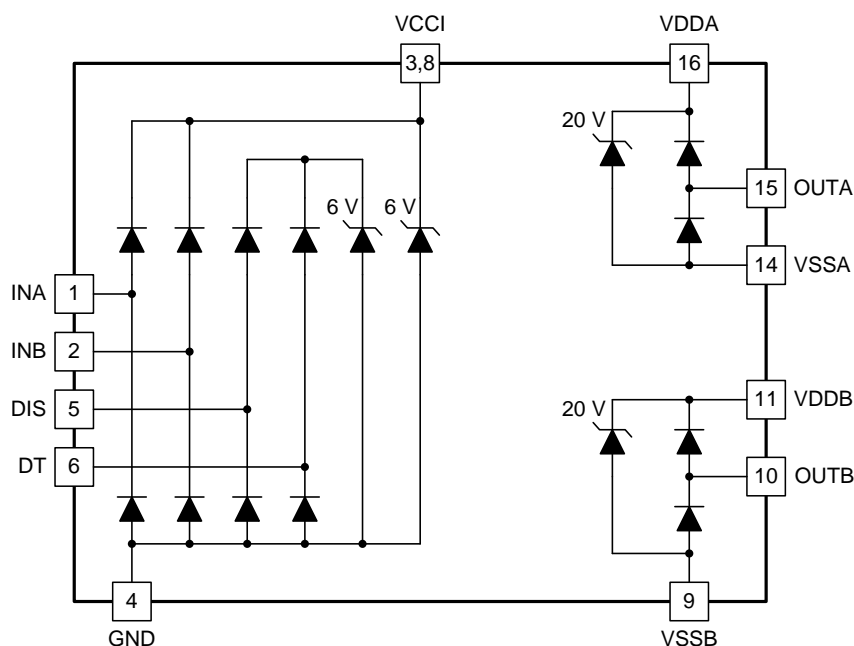 VCCI VDDA
3,8 16
20 V
15 OUTA
6 V 6 V
14 VSSA
INA 1
INB 2
DIS 5
11 VDDB
20 V
DT 6
10 OUTB
4 9
GND VSSB